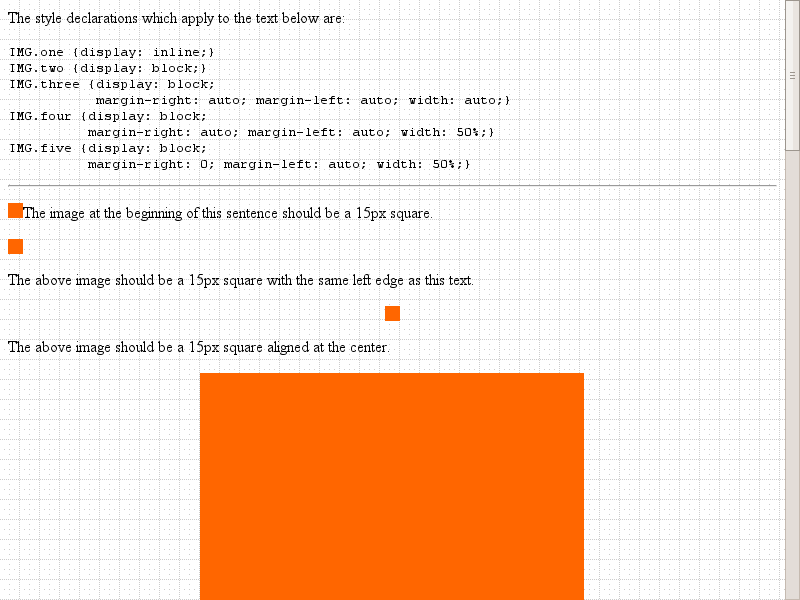 The style declarations which apply to the text below are:
IMG.one {display: inline;}
IMG.two {display: block;}
IMG.three {display: block;
           margin-right: auto; margin-left: auto; width: auto;}
IMG.four {display: block;
          margin-right: auto; margin-left: auto; width: 50%;}
IMG.five {display: block;
          margin-right: 0; margin-left: auto; width: 50%;}
The image at the beginning of this sentence should be a 15px square.
The above image should be a 15px square with the same left edge as this text.
The above image should be a 15px square aligned at the center.